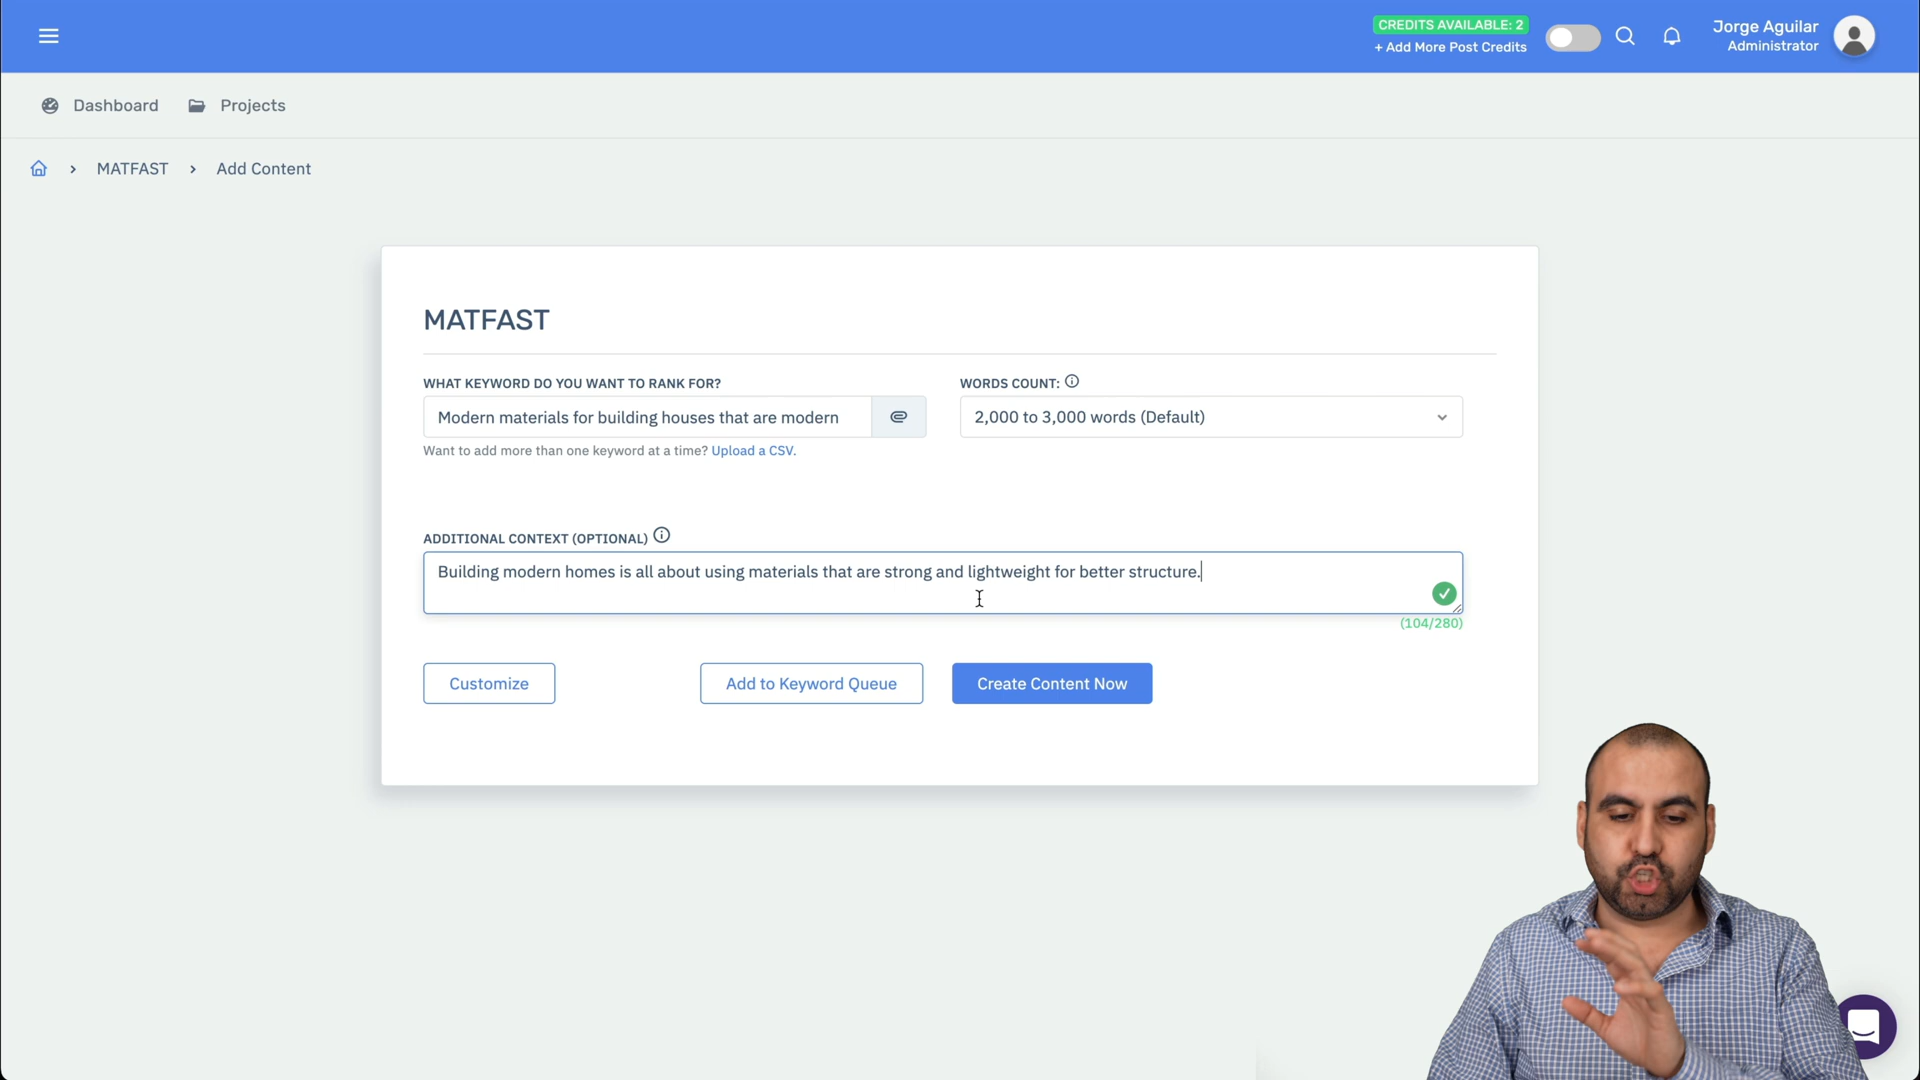 CREDITS AVAILABLE: 2
+ Add More Post Credits
Jorge Aguilar
Administrator
Dashboard
Projects
MATFAST
Add Content
MATFAST
WHAT KEYWORD DO YOU WANT TO RANK FOR?
Modern materials for building houses that are modern
Want to add more than one keyword at a time? Upload a CSV.
WORDS COUNT:
2,000 to 3,000 words (Default)
ADDITIONAL CONTEXT (OPTIONAL)
Building modern homes is all about using materials that are strong and lightweight for better structure.
(104/280)
Customize
Add to Keyword Queue
Create Content Now